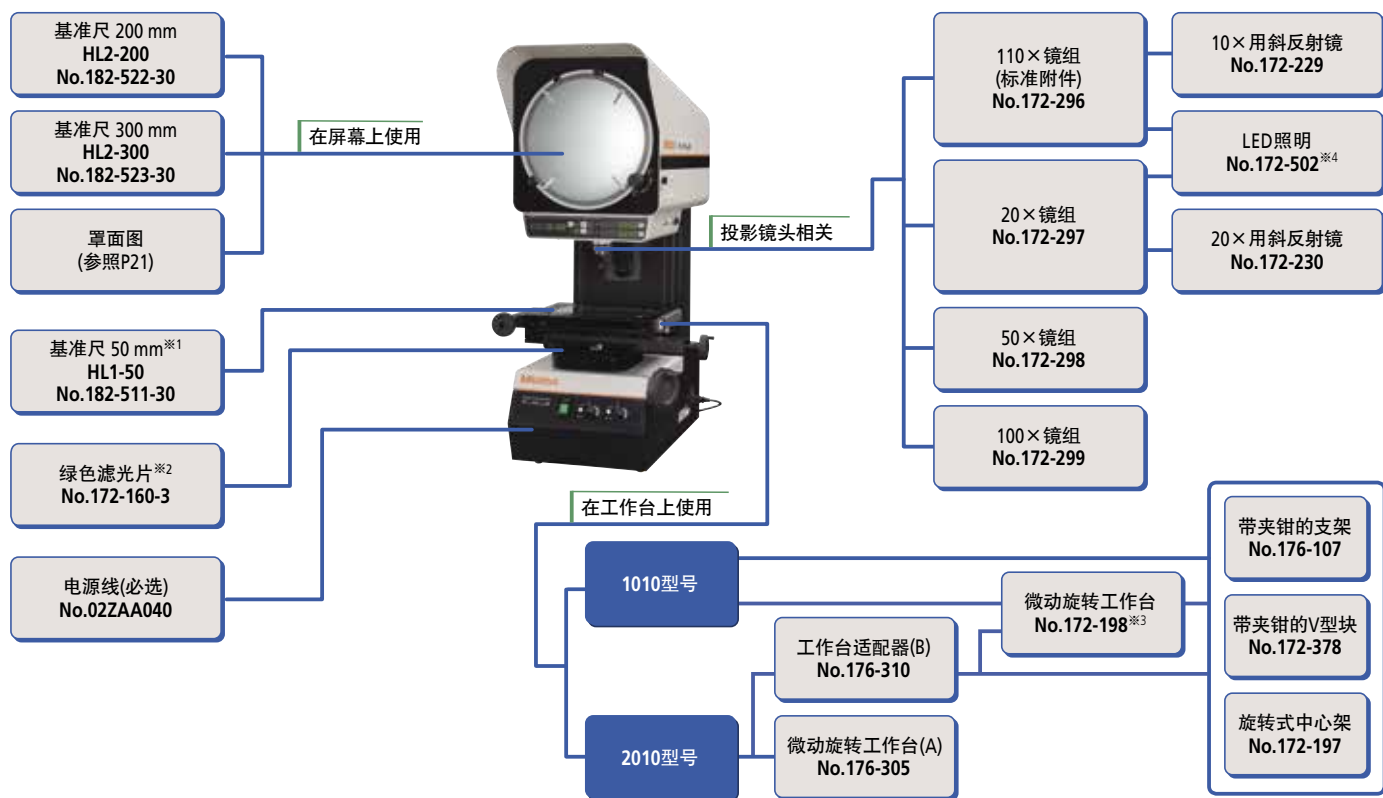 基准尺 200 mm
HL2-200
No.182-522-30
基准尺 300 mm
HL2-300
No.182-523-30
罩面图
(参照P21)
基准尺 50 mm※1
HL1-50
No.182-511-30
绿色滤光片※2
No.172-160-3
电源线(必选)
No.02ZAA040
在屏幕上使用
投影镜头相关
在工作台上使用
110×镜组
(标准附件)
No.172-296
20×镜组
No.172-297
50×镜组
No.172-298
100×镜组
No.172-299
10×用斜反射镜
No.172-229
LED照明
No.172-502※4
20×用斜反射镜
No.172-230
1010型号
2010型号
工作台适配器(B)
No.176-310
微动旋转工作台(A)
No.176-305
微动旋转工作台
No.172-198※3
带夹钳的支架
No.176-107
带夹钳的V型块
No.172-378
旋转式中心架
No.172-197
Mitutoyo